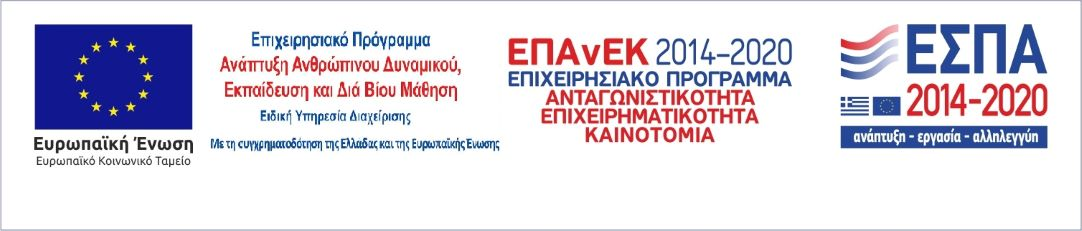 Ευρωπαϊκή Ένωση
Ευρωπαϊκό Κοινωνικό Ταμείο
Επιχειρησιακό Πρόγραμμα
Ανάπτυξη Ανθρώπινου Δυναμικού,
Εκπαίδευση και Διά Βίου Μάθηση
Ειδική Υπηρεσία Διαχείρισης
Με τη συγχρηματοδότηση της Ελλάδας και της Ευρωπαϊκής Ένωσης
ΕΠΑνΕΚ 2014–2020
ΕΠΙΧΕΙΡΗΣΙΑΚΟ ΠΡΟΓΡΑΜΜΑ
ΑΝΤΑΓΩΝΙΣΤΙΚΟΤΗΤΑ
ΕΠΙΧΕΙΡΗΜΑΤΙΚΟΤΗΤΑ
ΚΑΙΝΟΤΟΜΙΑ
ΕΣΠΑ
2014-2020
ανάπτυξη - εργασία - αλληλεγγύη